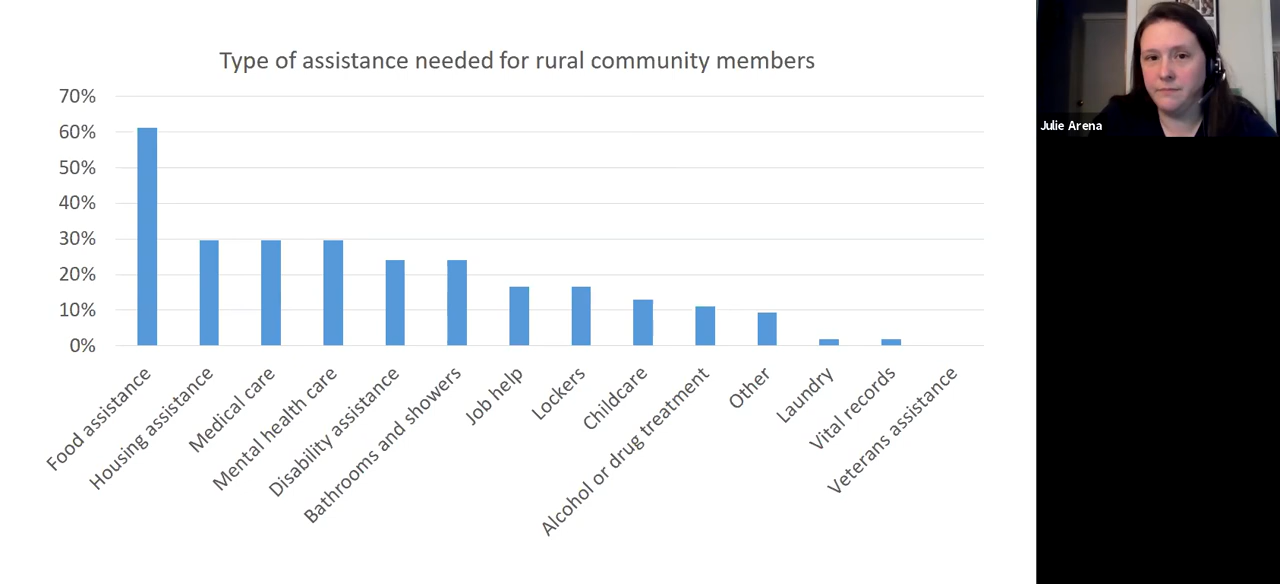 Type of assistance needed for rural community members
70%
60%
50%
40%
30%
20%
10%
0%
Food assistance
Housing assistance
Medical care
Mental health care
Disability assistance
Bathrooms and showers
Job help
Lockers
Childcare
Alcohol or drug treatment
Other
Laundry
Vital records
Veterans assistance
Julie Arena